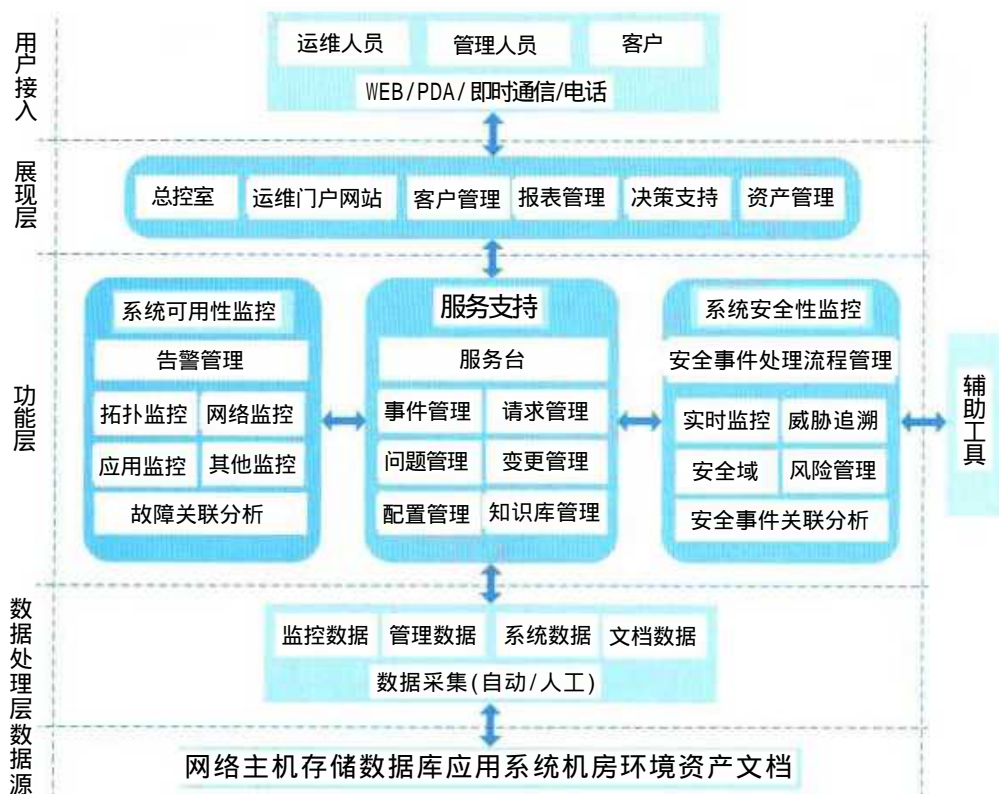 用户接入
运维人员
管理人员
客户
WEB/PDA/即时通信/电话
展现层
总控室
运维门户网站
客户管理
报表管理
决策支持
资产管理
功能层
系统可用性监控
告警管理
拓扑监控
网络监控
应用监控
其他监控
故障关联分析
服务支持
服务台
事件管理
请求管理
问题管理
变更管理
配置管理
知识库管理
系统安全性监控
安全事件处理流程管理
实时监控
威胁追溯
安全域
风险管理
安全事件关联分析
辅助工具
数据处理层
监控数据
管理数据
系统数据
文档数据
数据采集(自动/人工)
数据源
网络主机存储数据库应用系统机房环境资产文档